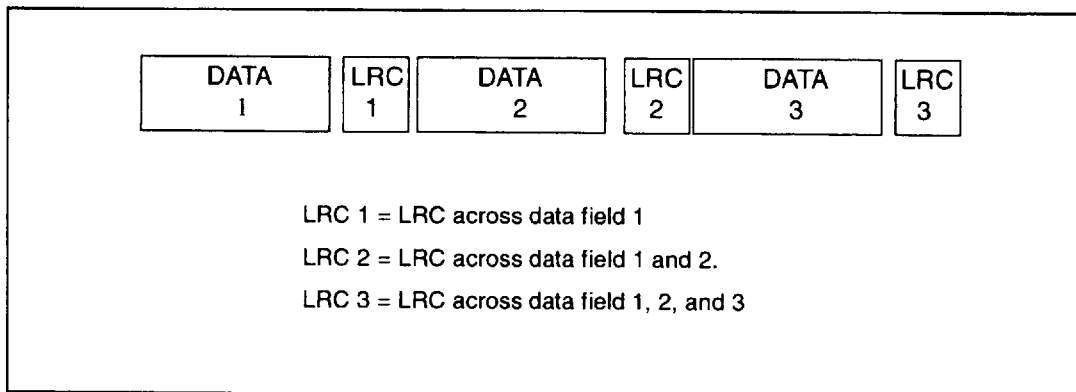 DATA LRC DATA LRC DATA LRC
1 1 2 2 3 3
LRC 1 = LRC across data field 1
LRC 2 = LRC across data field 1 and 2.
LRC 3 = LRC across data field 1, 2, and 3